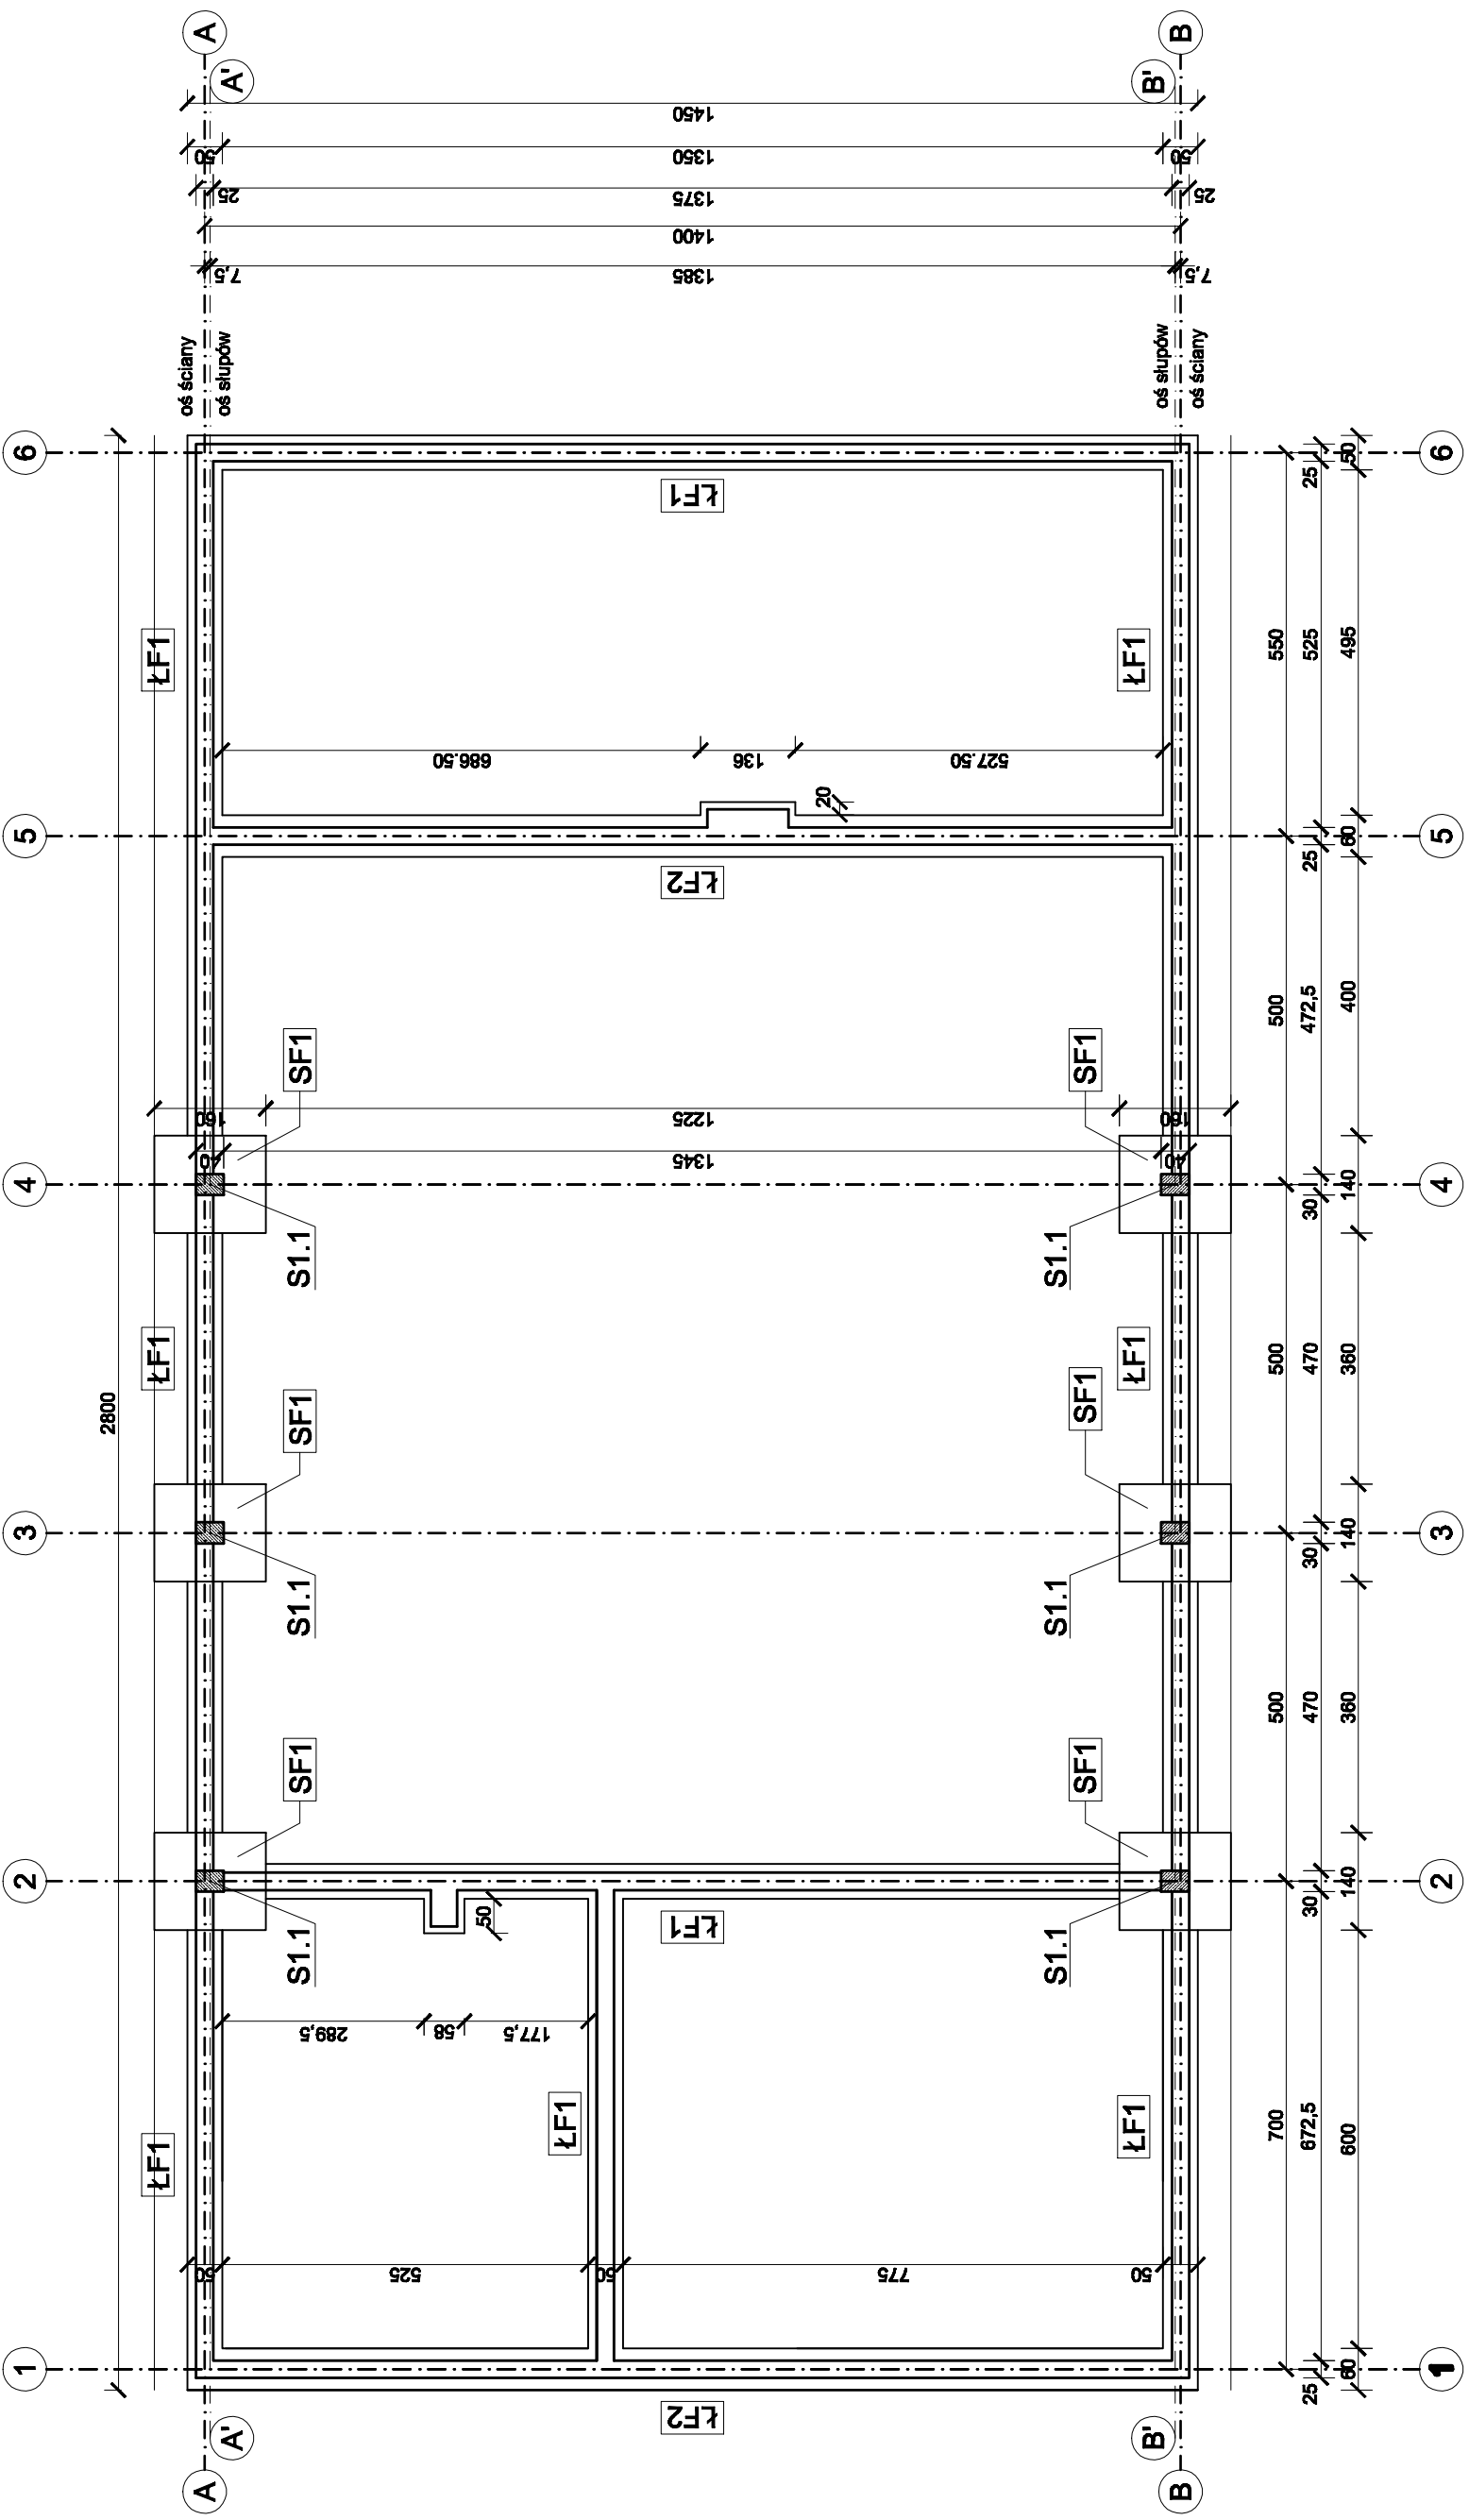 A
A'
B'
B
1450
50
1350
50
25
1375
25
1400
7,5
1385
7,5
oś ściany
oś słupów
oś słupów
oś ściany
6
2800
ŁF1
ŁF1
ŁF1
550
25
525
50
495
6
686.50
136
527.50
20
5
ŁF2
500
25
472,5
60
400
5
SF1
SF1
160
1225
160
40
1345
40
4
S1.1
S1.1
30
140
4
ŁF1
ŁF1
500
470
360
SF1
SF1
3
S1.1
S1.1
30
140
3
500
470
360
SF1
SF1
2
S1.1
S1.1
50
ŁF1
30
140
2
289,5
58
177,5
ŁF1
ŁF1
ŁF1
700
672,5
600
50
525
50
775
50
1
25
60
1
ŁF2
A
A'
B'
B